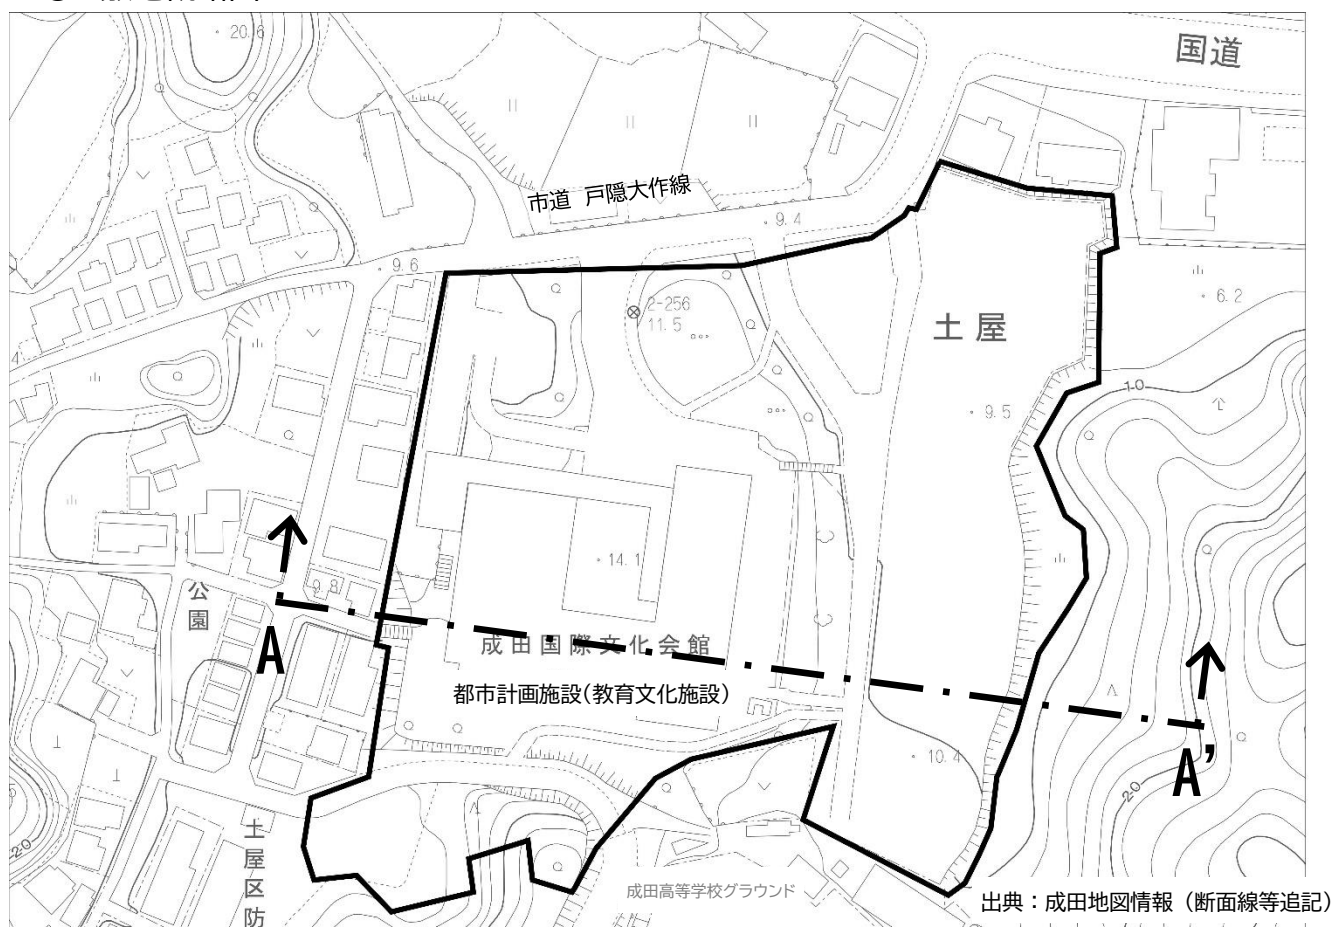 20.6
国道
市道 戸隠大作線
9.4
9.6
2-256
11.5
6.2
土屋
10
9.5
14.1
公園
9.8
A
成田国際文化会館
都市計画施設(教育文化施設)
10.4
A'
20
20
土屋区防
成田高等学校グラウンド
出典：成田地図情報（断面線等追記）